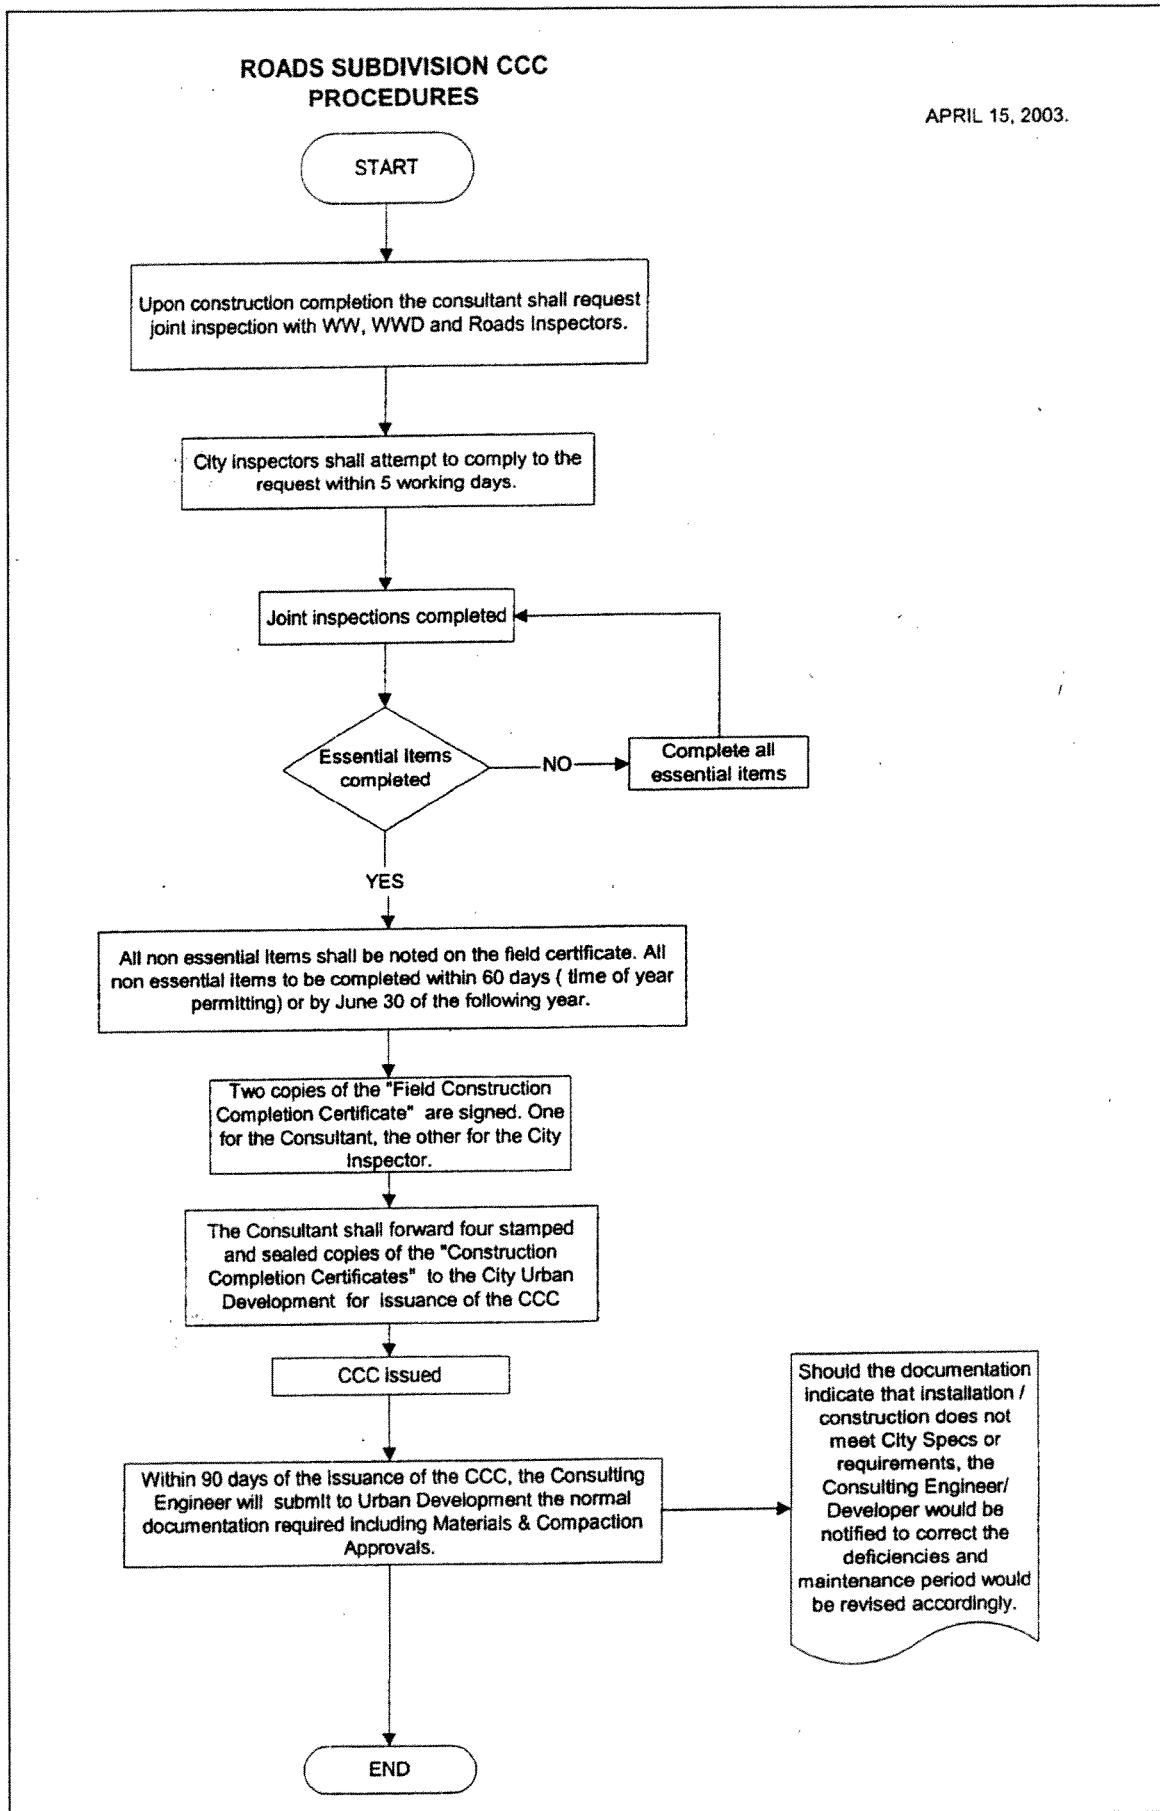 ROADS SUBDIVISION CCC
PROCEDURES
APRIL 15, 2003.
START
Upon construction completion the consultant shall request
joint inspection with WW, WWD and Roads Inspectors.
City inspectors shall attempt to comply to the
request within 5 working days.
Joint inspections completed
Essential items
completed
NO
Complete all
essential items
YES
All non essential items shall be noted on the field certificate. All
non essential items to be completed within 60 days ( time of year
permitting) or by June 30 of the following year.
Two copies of the "Field Construction
Completion Certificate" are signed. One
for the Consultant, the other for the City
Inspector.
The Consultant shall forward four stamped
and sealed copies of the "Construction
Completion Certificates" to the City Urban
Development for issuance of the CCC
CCC issued
Within 90 days of the issuance of the CCC, the Consulting
Engineer will submit to Urban Development the normal
documentation required including Materials & Compaction
Approvals.
Should the documentation
indicate that installation /
construction does not
meet City Specs or
requirements, the
Consulting Engineer/
Developer would be
notified to correct the
deficiencies and
maintenance period would
be revised accordingly.
END